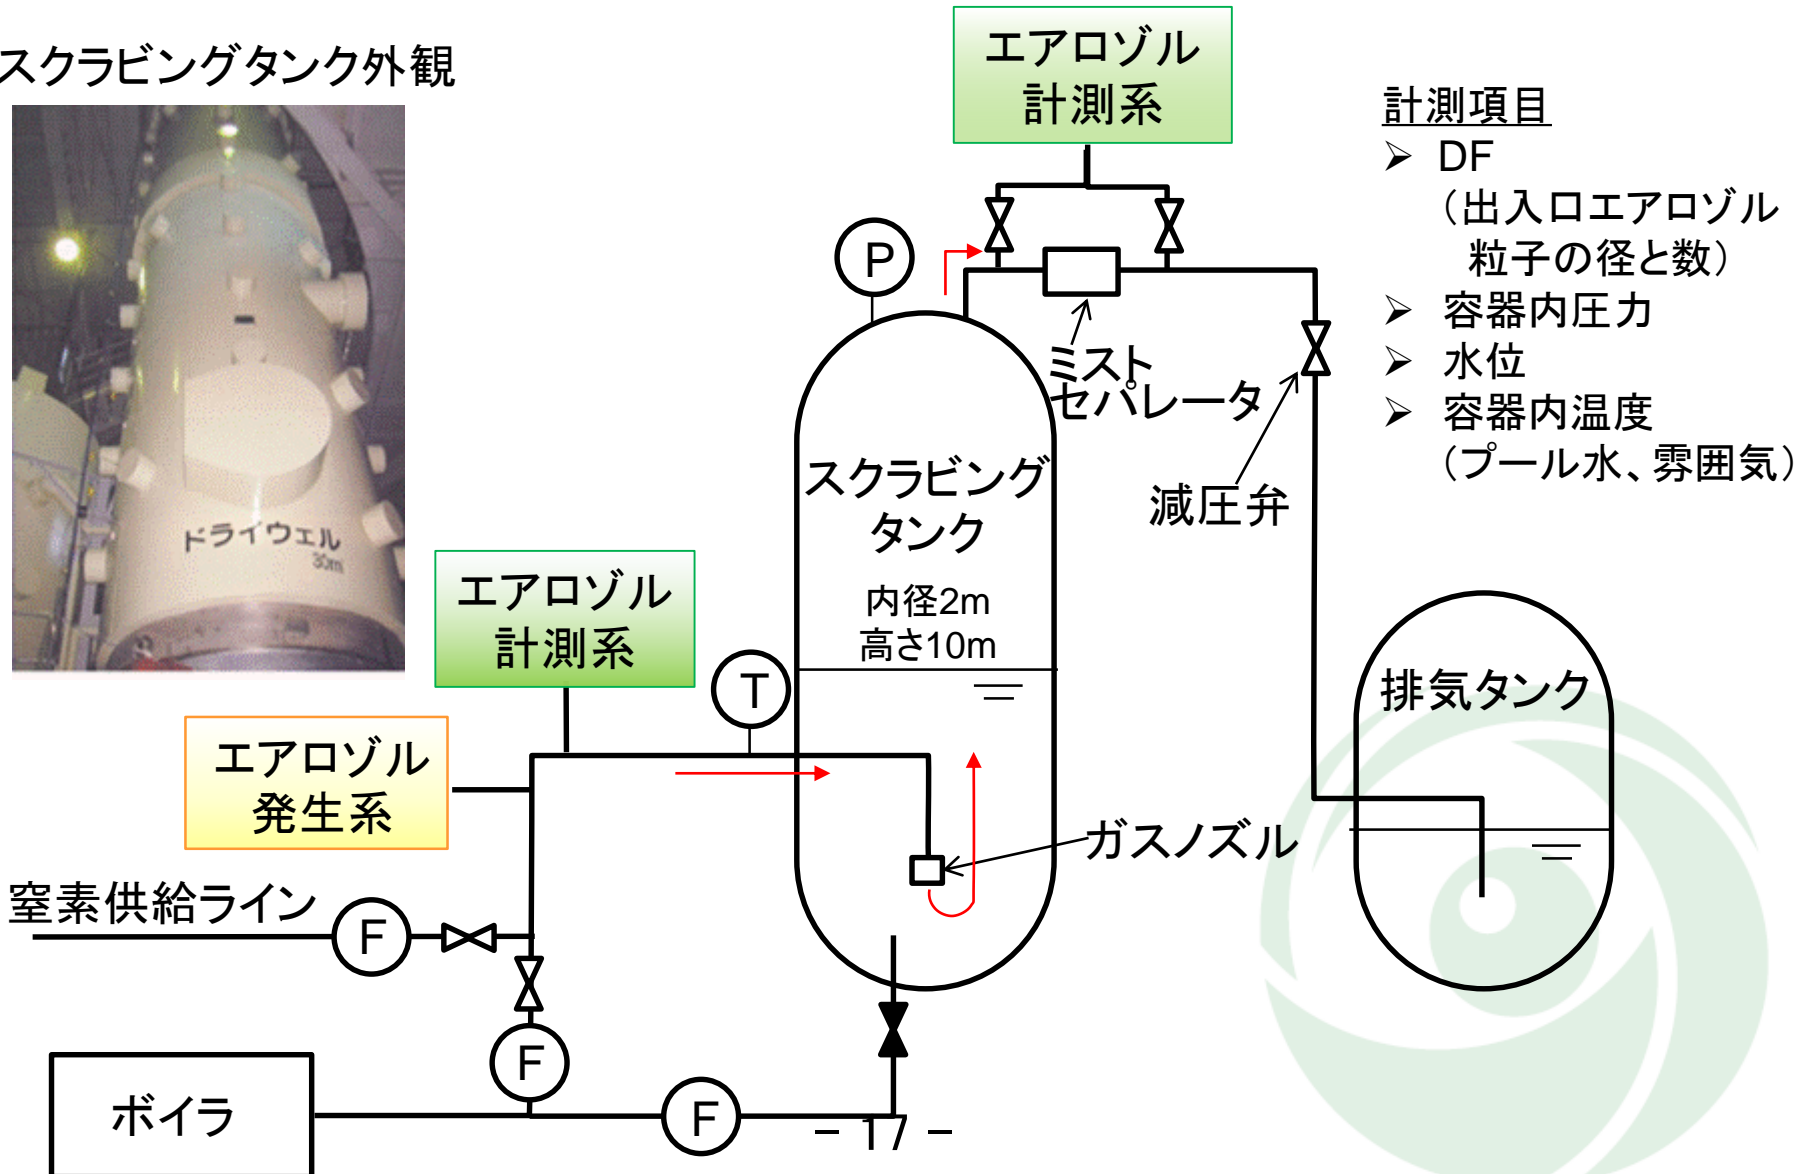 スクラビングタンク外観
ドライウェル
30m
エアロゾル
計測系
計測項目
➢ DF
（出入口エアロゾル
粒子の径と数）
➢ 容器内圧力
➢ 水位
➢ 容器内温度
（プール水、雰囲気）
P
ミスト
セパレータ
減圧弁
スクラビング
タンク
内径2m
高さ10m
エアロゾル
計測系
T
排気タンク
エアロゾル
発生系
ガスノズル
窒素供給ライン
F
F
ボイラ
F
- 17 -